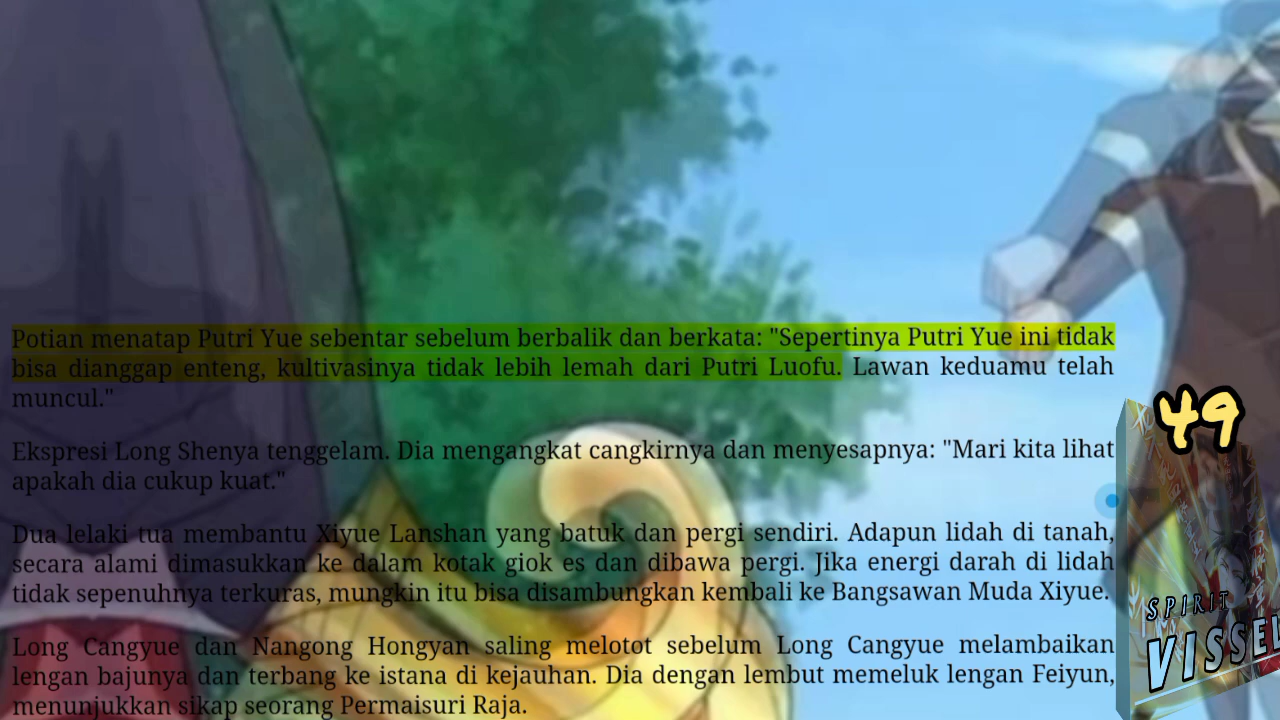 Potian menatap Putri Yue sebentar sebelum berbalik dan berkata: "Sepertinya Putri Yue ini tidak
bisa dianggap enteng, kultivasinya tidak lebih lemah dari Putri Luofu. Lawan keduamu telah
muncul."
Ekspresi Long Shenya tenggelam. Dia mengangkat cangkirnya dan menyesapnya: "Mari kita lihat
apakah dia cukup kuat."
Dua lelaki tua membantu Xiyue Lanshan yang batuk dan pergi sendiri. Adapun lidah di tanah,
secara alami dimasukkan ke dalam kotak giok es dan dibawa pergi. Jika energi darah di lidah
tidak sepenuhnya terkuras, mungkin itu bisa disambungkan kembali ke Bangsawan Muda Xiyue.
Long Cangyue dan Nangong Hongyan saling melotot sebelum Long Cangyue melambaikan
lengan bajunya dan terbang ke istana di kejauhan. Dia dengan lembut memeluk lengan Feiyun,
menunjukkan sikap seorang Permaisuri Raja.
49
SPIRIT
VISSEL